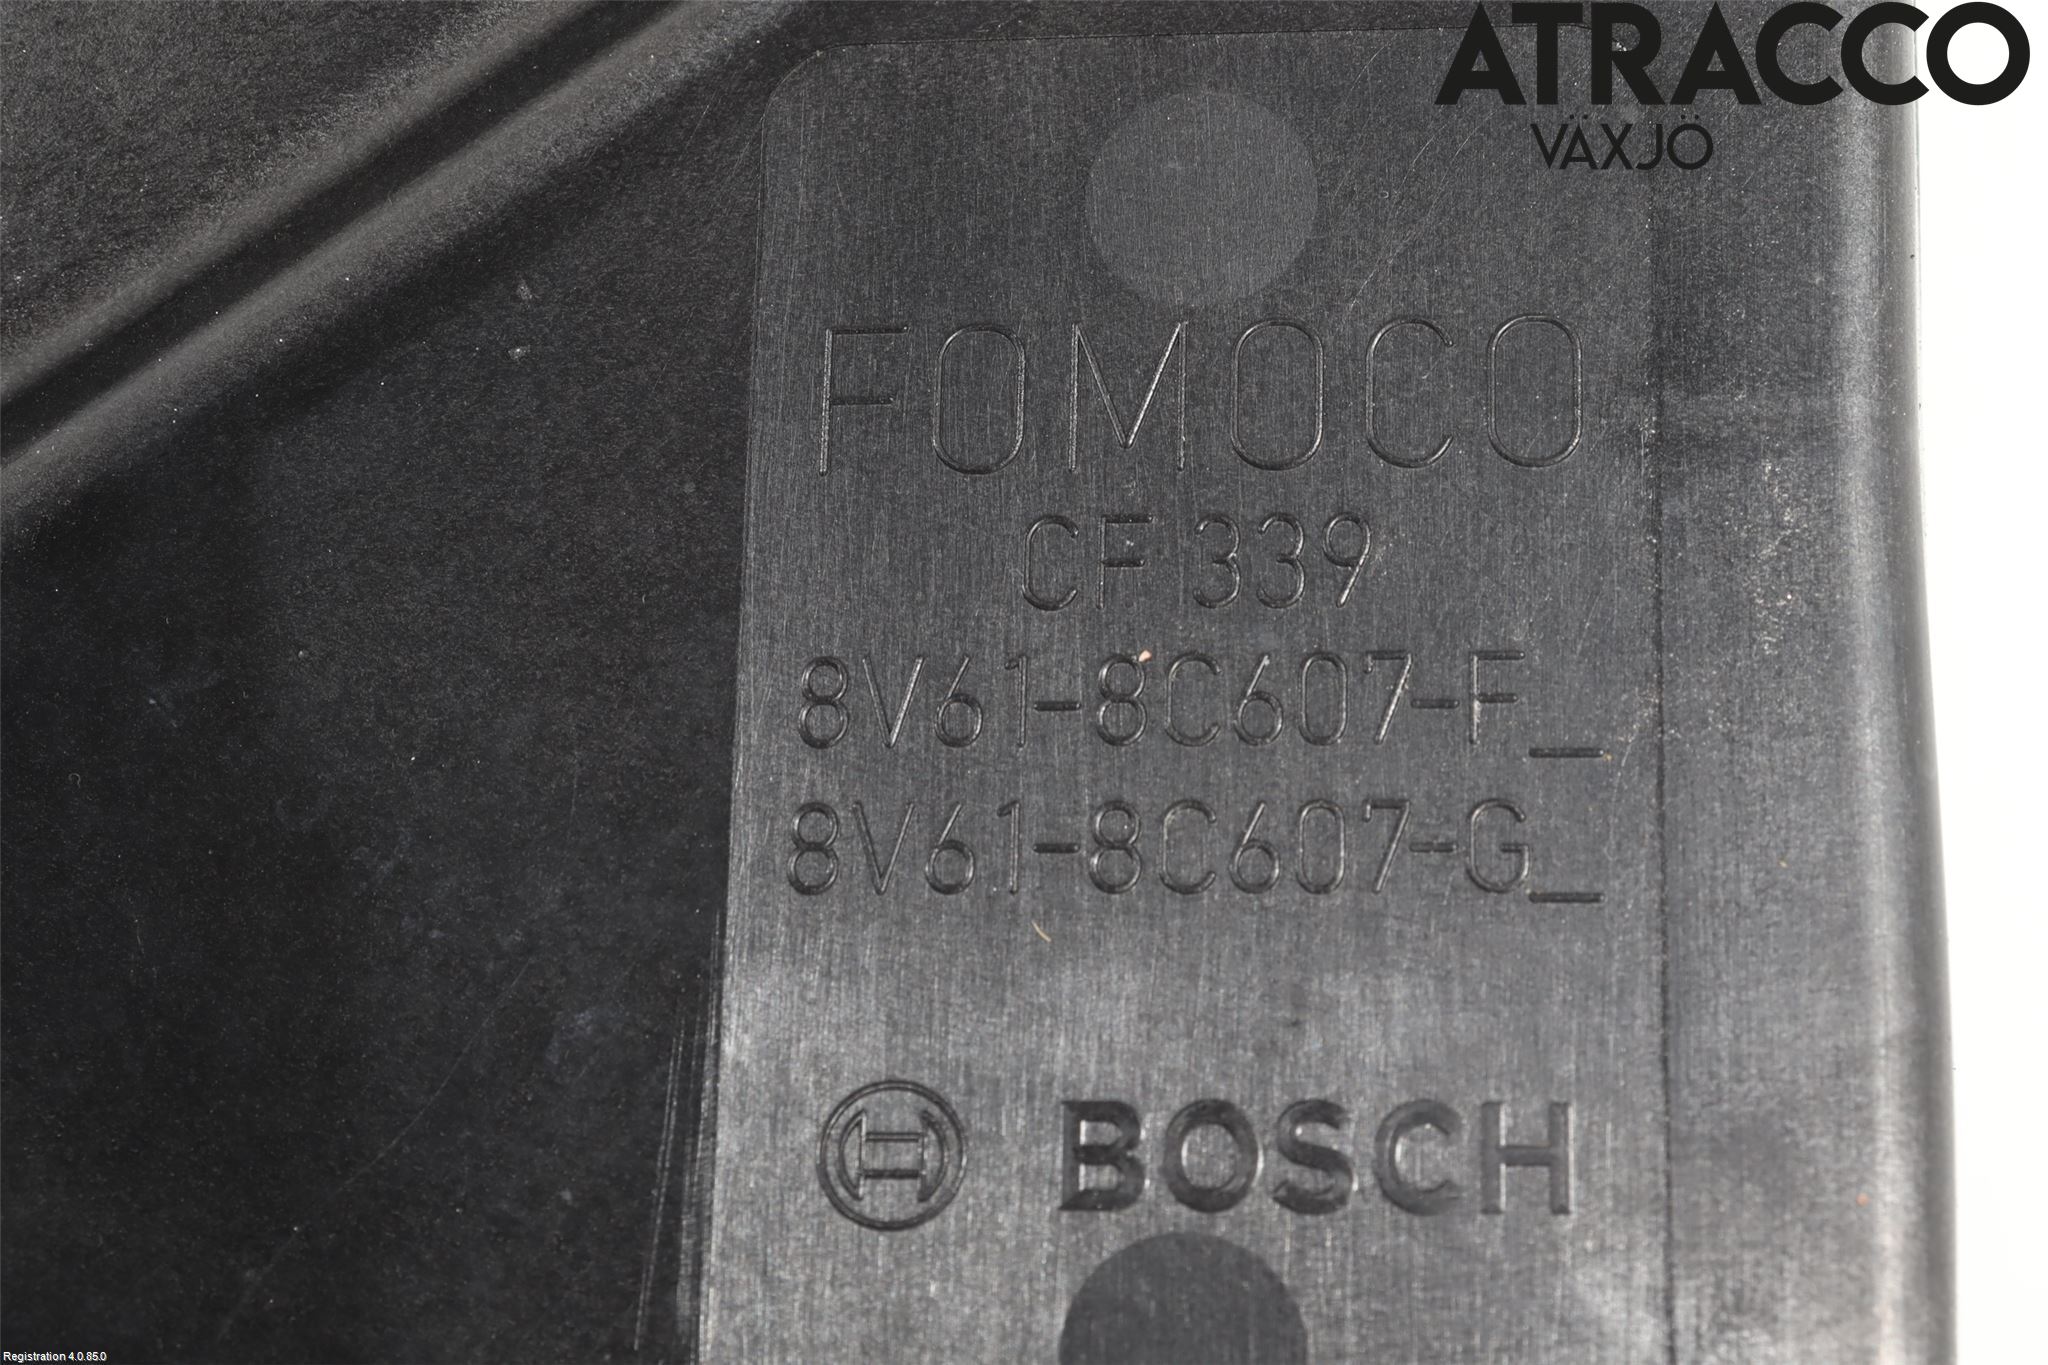 ATRACCO
VÄXJÖ
FOMOCO
CF 339
8V61-8C607-F_
8V61-8C607-G_
BOSCH
Registration 4.0.85.0